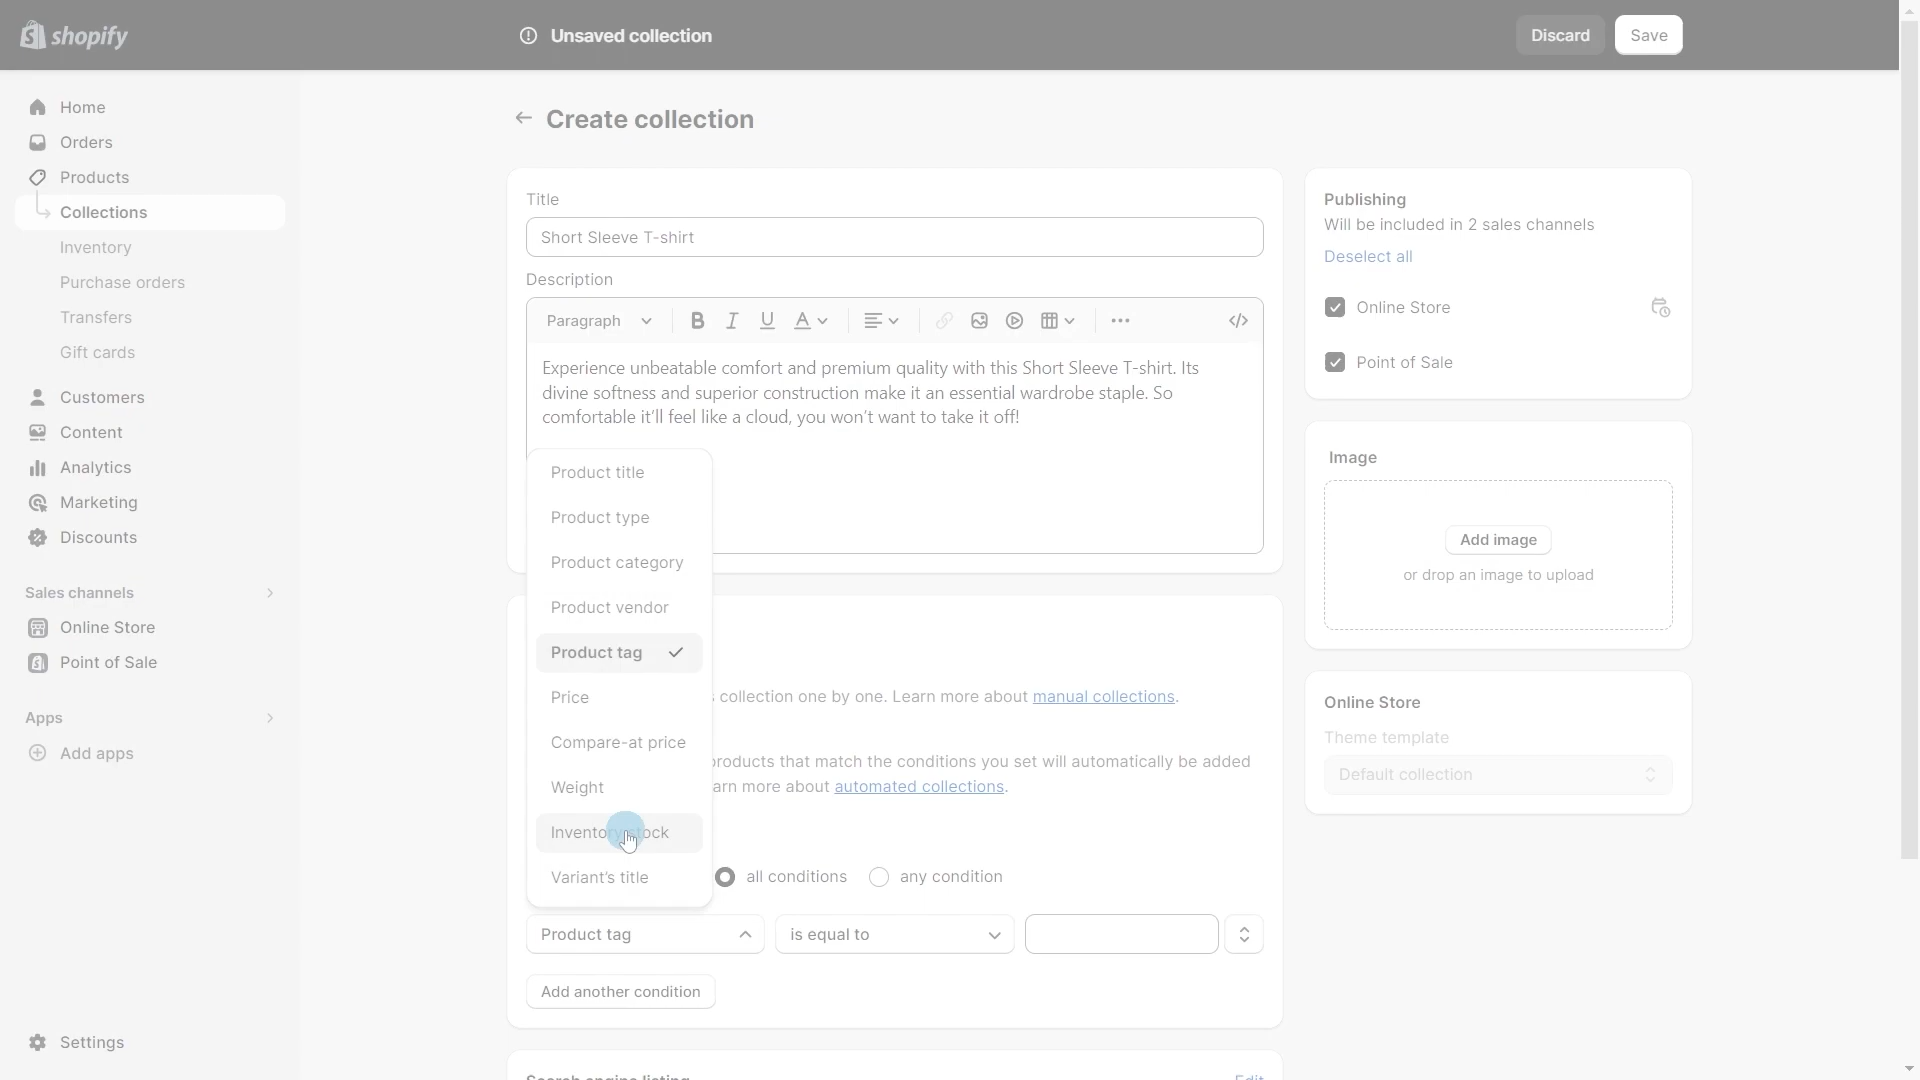 shopify
Unsaved collection
Discard
Save
Home
Orders
Products
Collections
Inventory
Purchase orders
Transfers
Gift cards
Customers
Content
Analytics
Marketing
Discounts
Sales channels
Online Store
Point of Sale
Apps
Add apps
Settings
Create collection
Title
Short Sleeve T-shirt
Description
Paragraph
Experience unbeatable comfort and premium quality with this Short Sleeve T-shirt. Its
divine softness and superior construction make it an essential wardrobe staple. So
comfortable it'll feel like a cloud, you won't want to take it off!
Product title
Product type
Product category
Product vendor
Product tag
Price
Compare-at price
Weight
Inventory stock
Variant's title
collection one by one. Learn more about manual collections.
products that match the conditions you set will automatically be added
more about automated collections.
all conditions
any condition
Product tag
is equal to
Add another condition
Search engine listing
Edit
Publishing
Will be included in 2 sales channels
Deselect all
Online Store
Point of Sale
Image
Add image
or drop an image to upload
Online Store
Theme template
Default collection